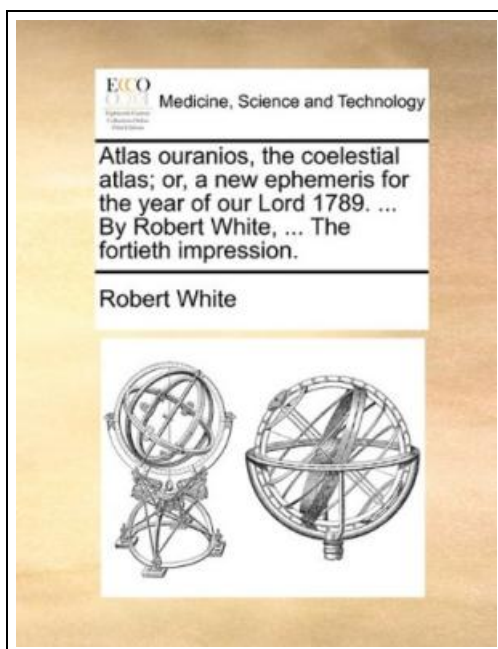 ECCO
Medicine, Science and Technology
Atlas ouranios, the coelestial
atlas; or, a new ephemeris for
the year of our Lord 1789. ...
By Robert White, ... The
fortieth impression.
Robert White